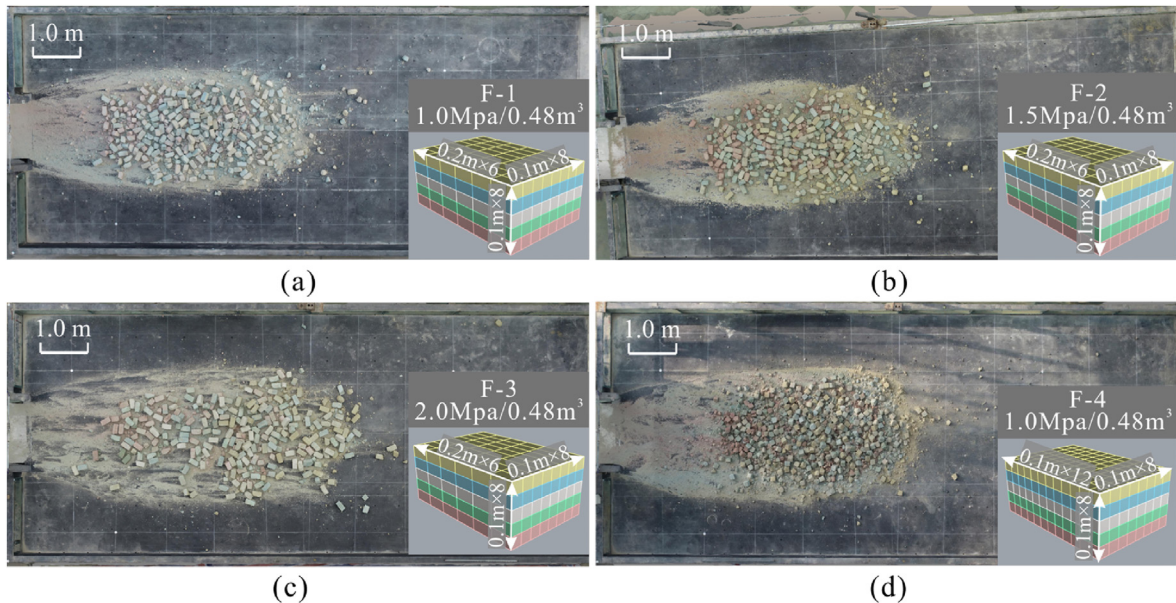 1.0 m
F-1
1.0Mpa/0.48m³
0.2m×6
0.1m×8
0.1m×8
(a)
1.0 m
F-2
1.5Mpa/0.48m³
0.2m×6
0.1m×8
0.1m×8
(b)
1.0 m
F-3
2.0Mpa/0.48m³
0.2m×6
0.1m×8
0.1m×8
(c)
1.0 m
F-4
1.0Mpa/0.48m³
0.1m×12
0.1m×8
0.1m×8
(d)